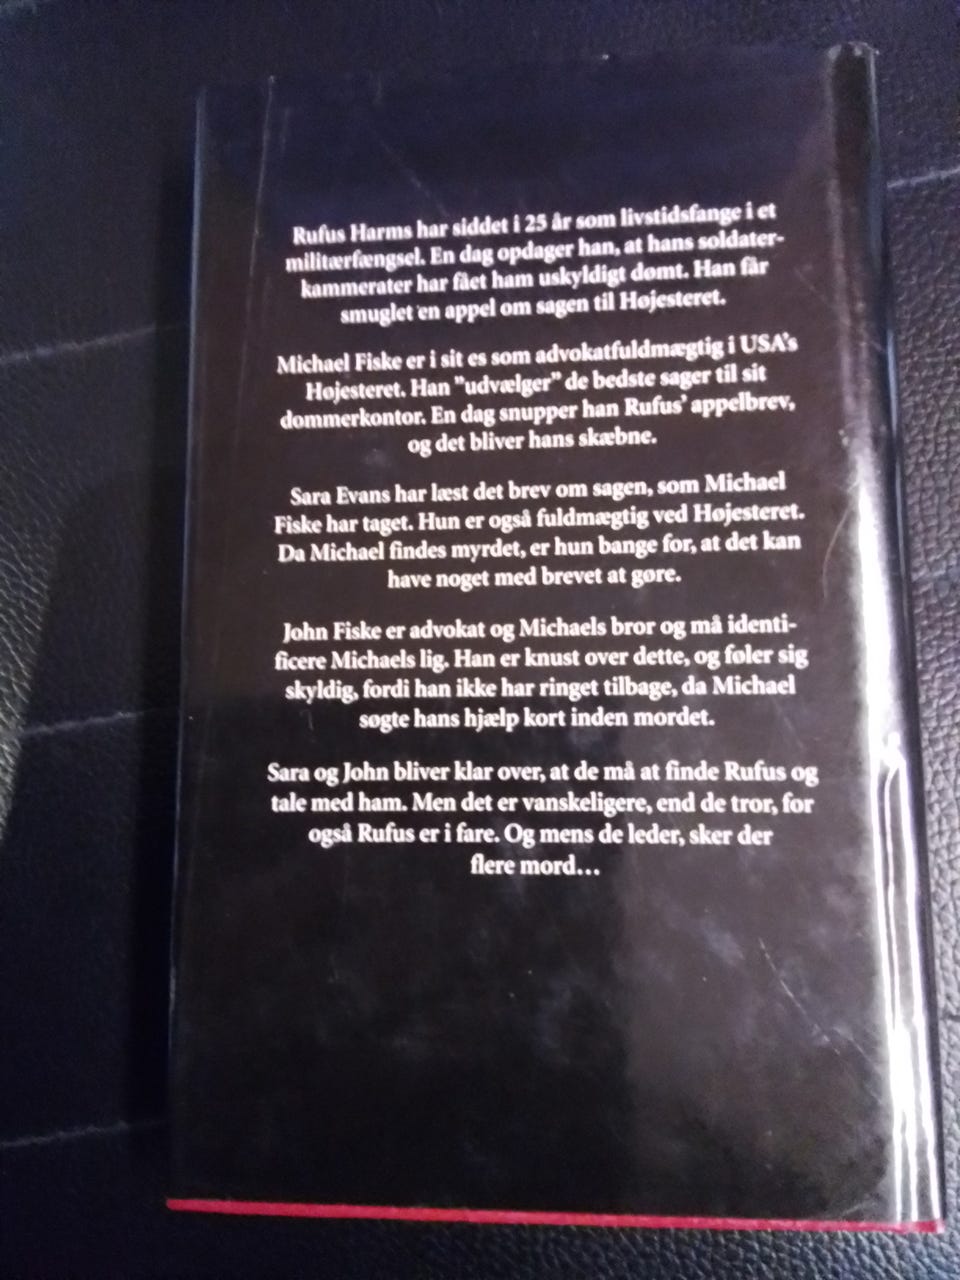 Rufus Harms har siddet i 25 år som livstidsfange i et
militærfængsel. En dag opdager han, at hans soldater-
kammerater har fået ham uskyldigt dømt. Han får
smuglet en appel om sagen til Højesteret.
Michael Fiske er i sit es som advokatfuldmægtig i USA's
Højesteret. Han "udvælger" de bedste sager til sit
dommerkontor. En dag snupper han Rufus' appelbrev,
og det bliver hans skæbne.
Sara Evans har læst det brev om sagen, som Michael
Fiske har taget. Hun er også fuldmægtig ved Højesteret.
Da Michael findes myrdet, er hun bange for, at det kan
have noget med brevet at gøre.
John Fiske er advokat og Michaels bror og må identi-
ficere Michaels lig. Han er knust over dette, og føler sig
skyldig, fordi han ikke har ringet tilbage, da Michael
søgte hans hjælp kort inden mordet.
Sara og John bliver klar over, at de må at finde Rufus og
tale med ham. Men det er vanskeligere, end de tror, for
også Rufus er i fare. Og mens de leder, sker der
flere mord...